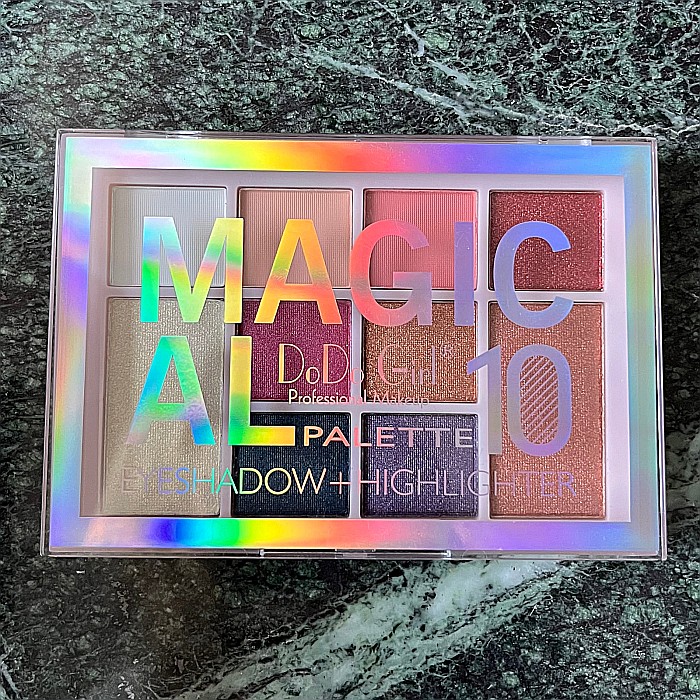 MAGIC
AL 10
DoDo Girl®
Professional Makeup
PALETTE
EYESHADOW+HIGHLIGHTER